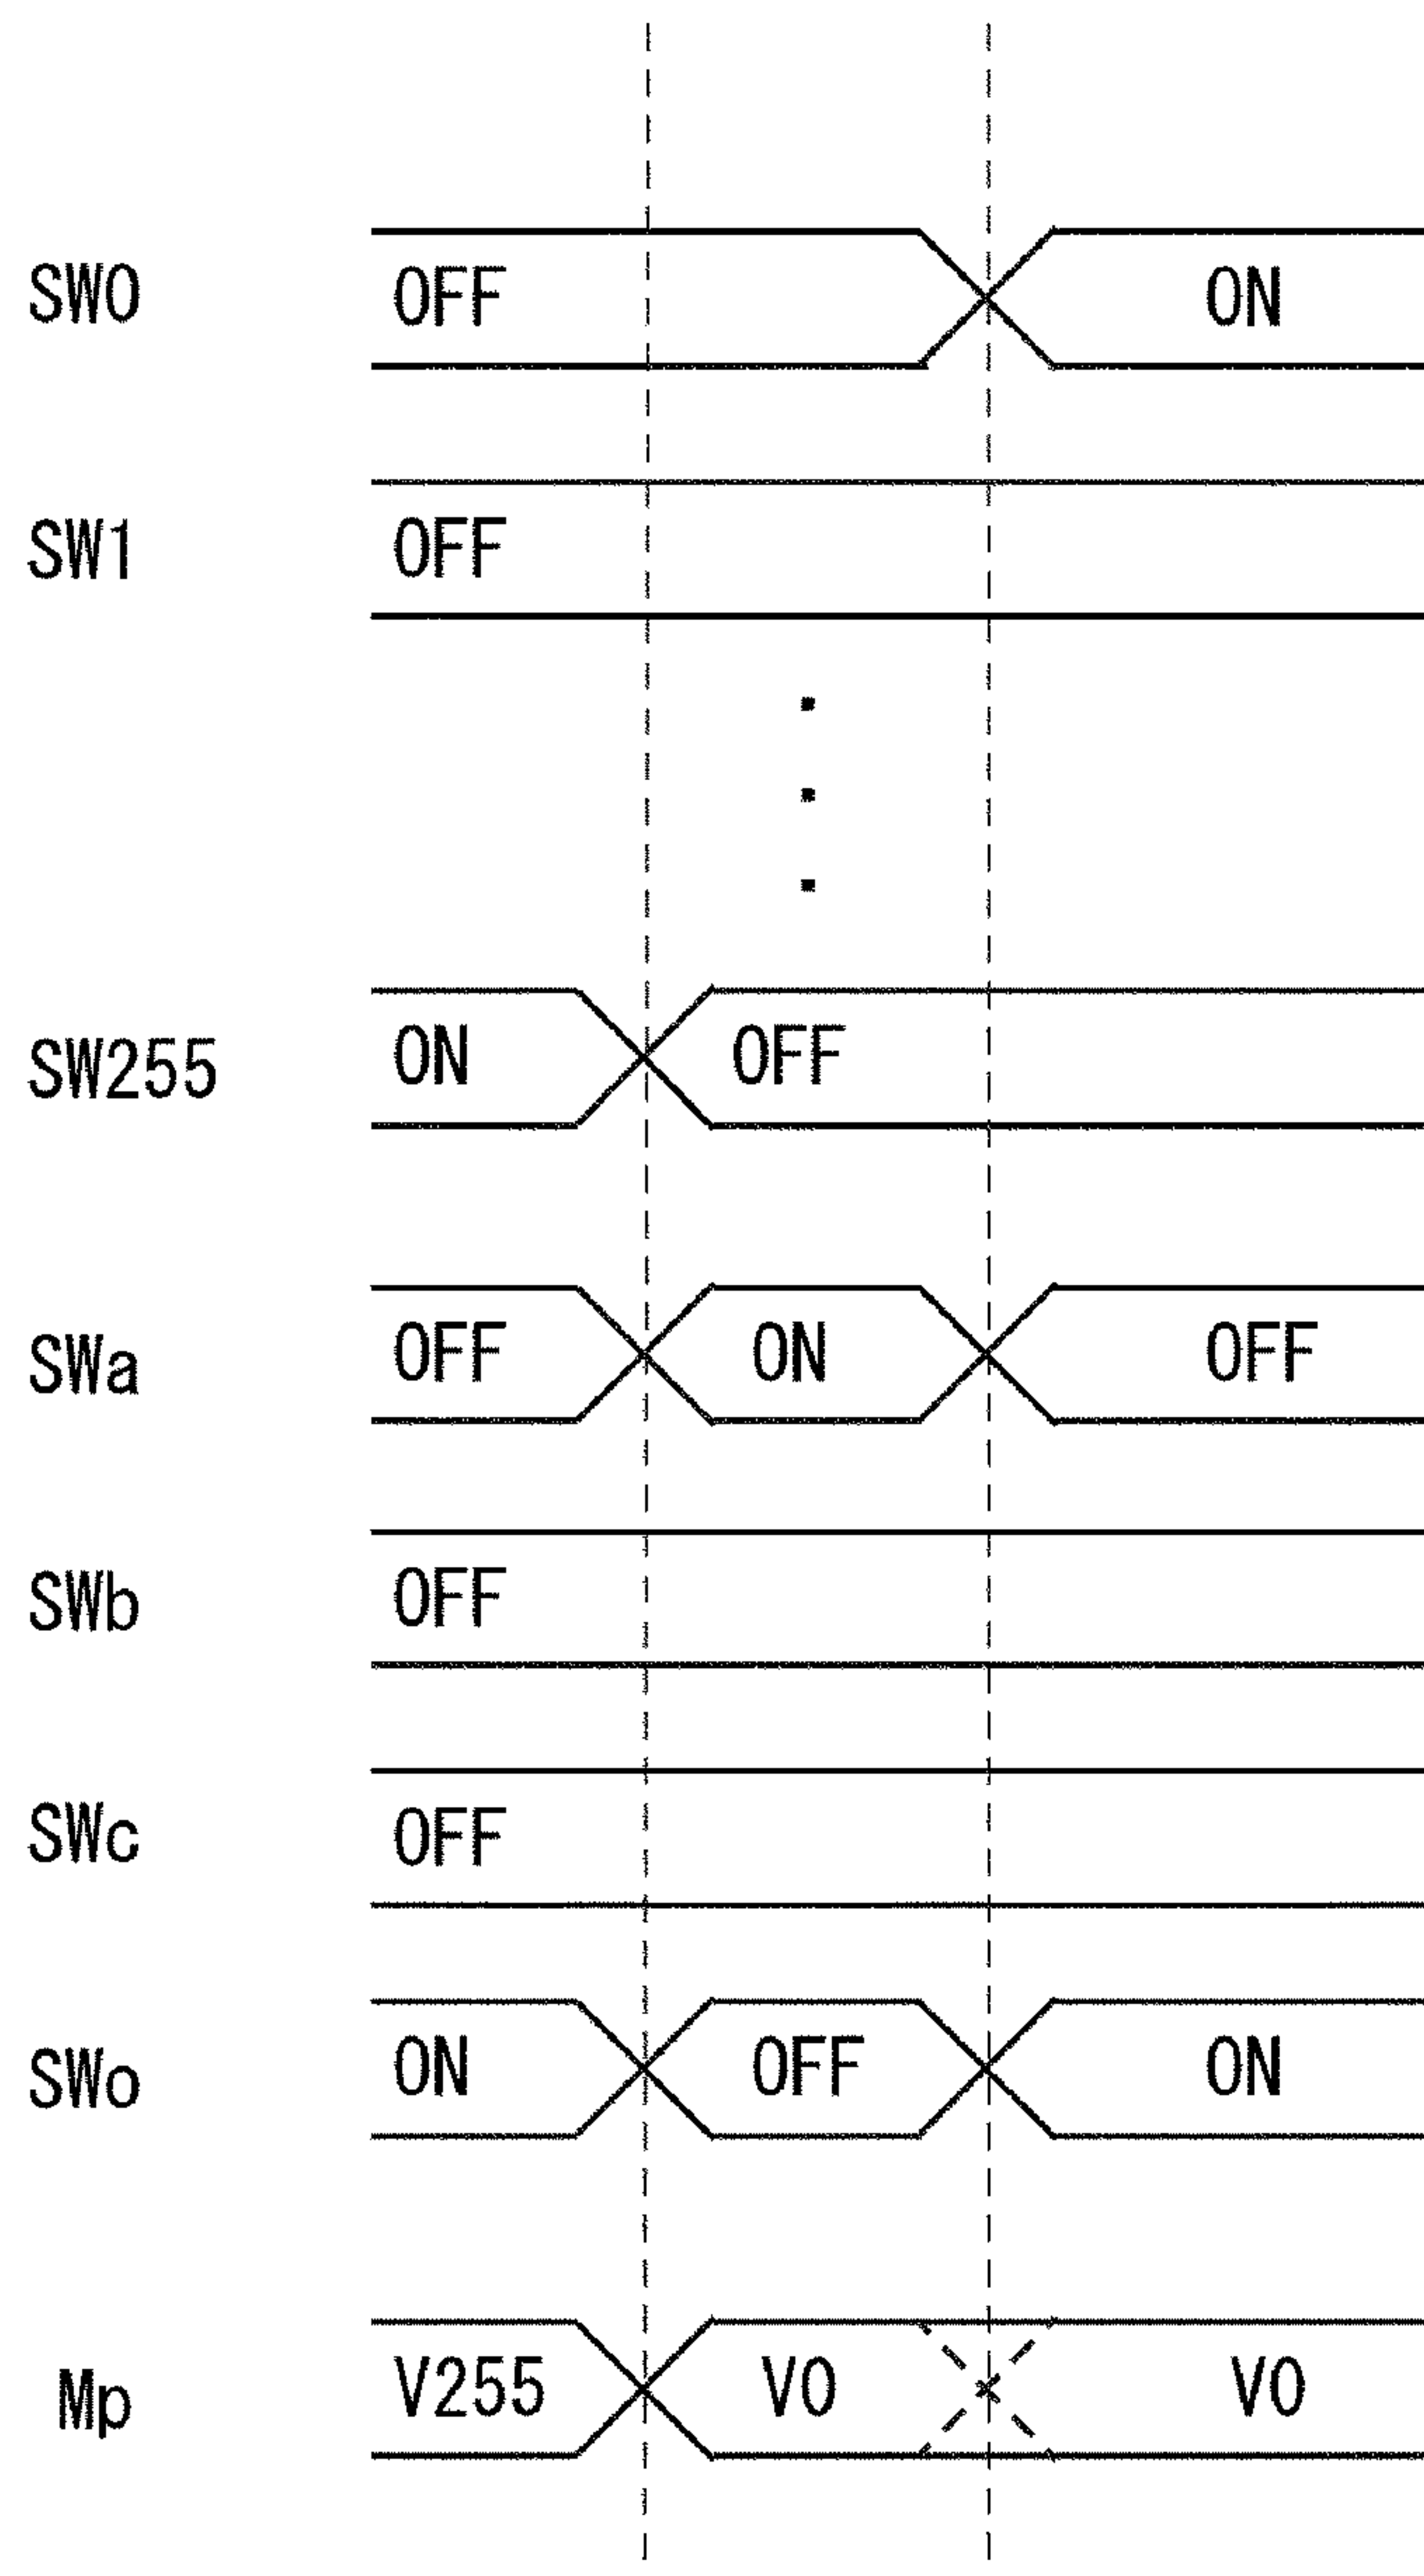 SW0 OFF ON
SW1 OFF
SW255 ON OFF
SWa OFF ON OFF
SWb OFF
SWc OFF
SWo ON OFF ON
Mp V255 V0 V0